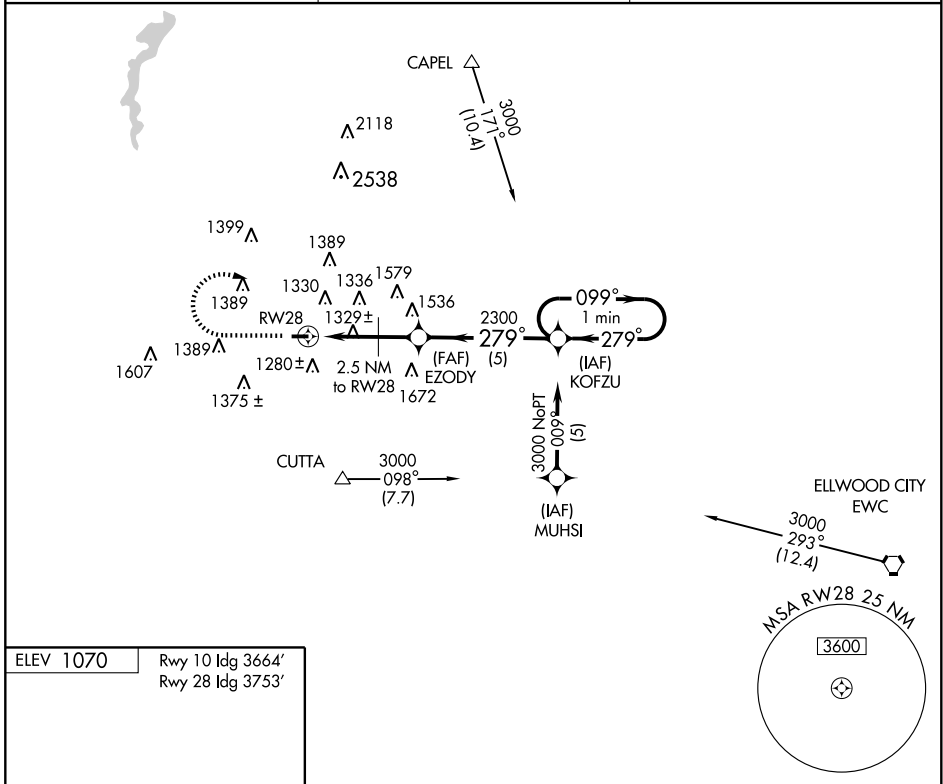 CAPEL
3000
171°
(10.4)
2118
2538
1399
1389
1389
1330
1336
1579
1536
RW28
1329 ±
2300
279°
(5)
099°
1 min
279°
(IAF)
KOFZU
(FAF)
EZODY
1389
1607
1280 ±
2.5 NM
to RW28
1672
1375 ±
3000 NoPT
009°
(5)
CUTTA
3000
098°
(7.7)
(IAF)
MUHSI
ELLWOOD CITY
EWC
3000
293°
(12.4)
MSA RW28 25 NM
3600
ELEV 1070
Rwy 10 ldg 3664'
Rwy 28 ldg 3753'